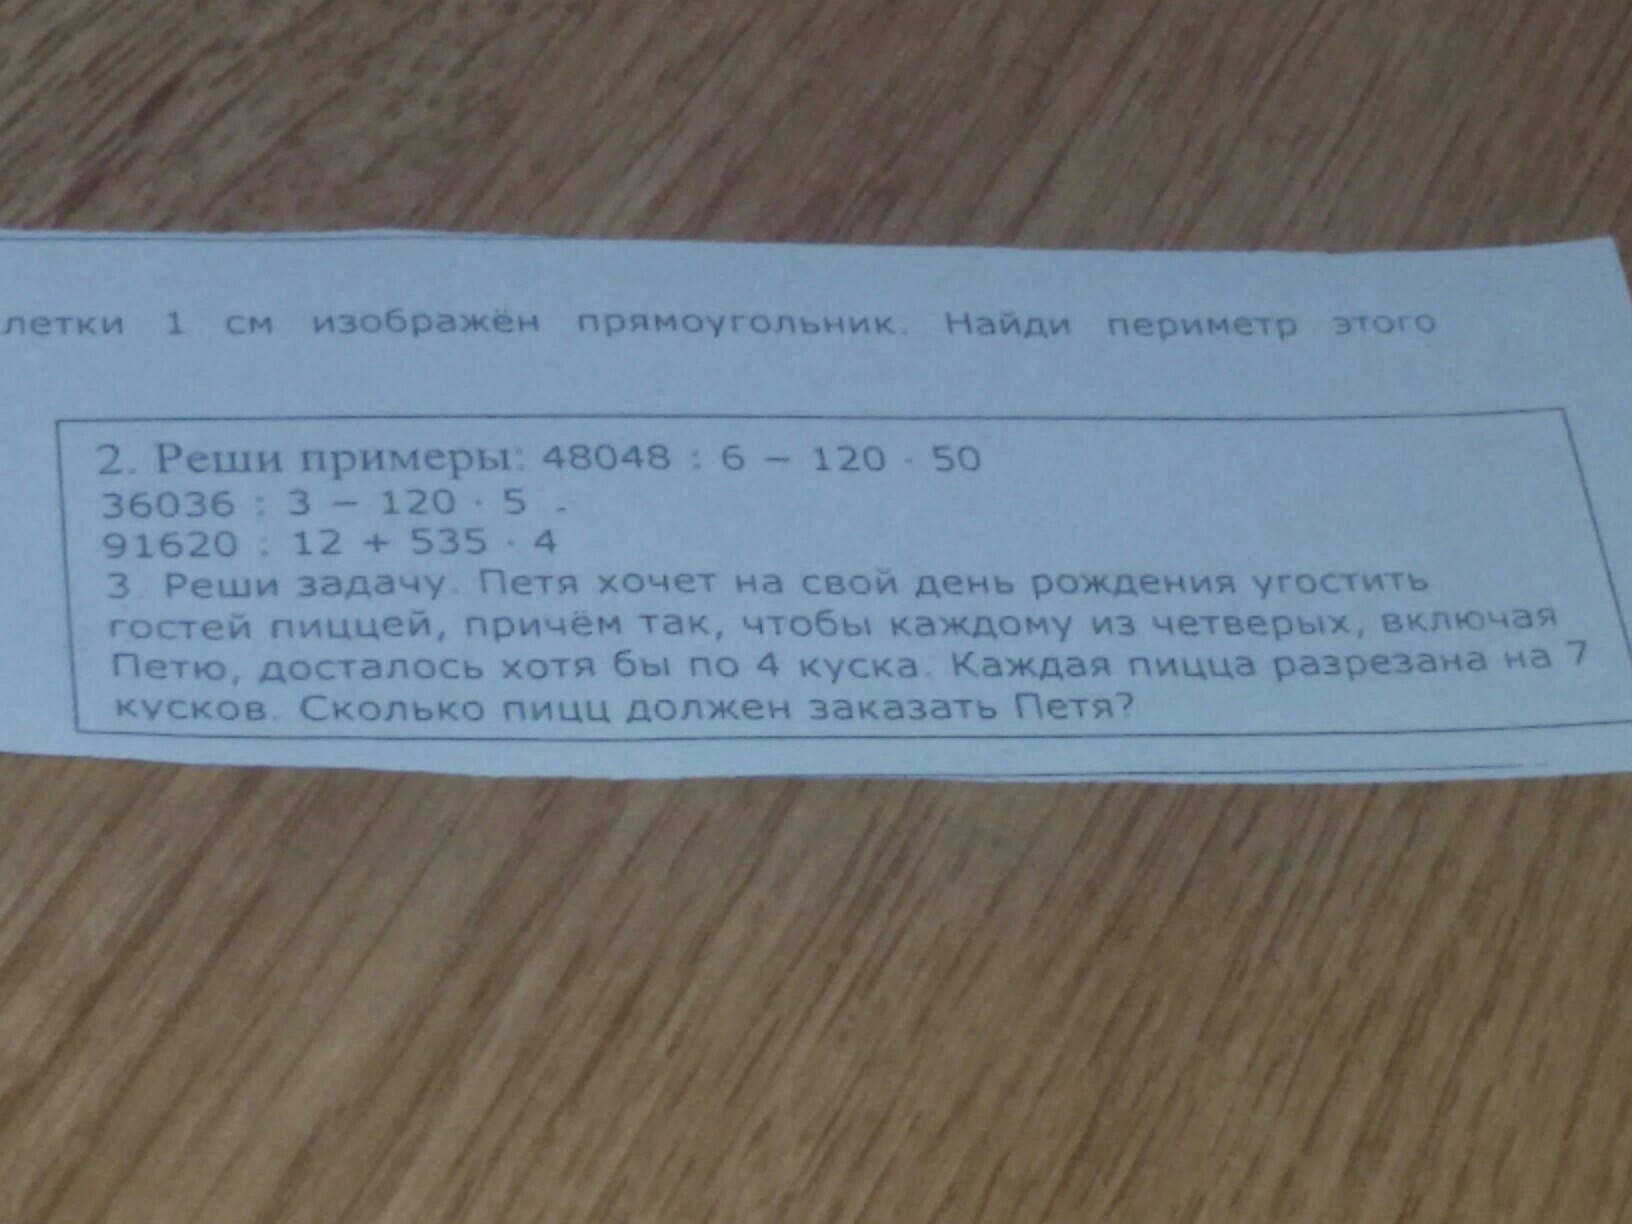 летки 1 см изображён прямоугольник. Найди периметр этого
2. Реши примеры: 48048 : 6 – 120 · 50
36036 : 3 – 120 · 5 .
91620 : 12 + 535 · 4
3. Реши задачу. Петя хочет на свой день рождения угостить
гостей пиццей, причём так, чтобы каждому из четверых, включая
Петю, досталось хотя бы по 4 куска. Каждая пицца разрезана на 7
кусков. Сколько пицц должен заказать Петя?